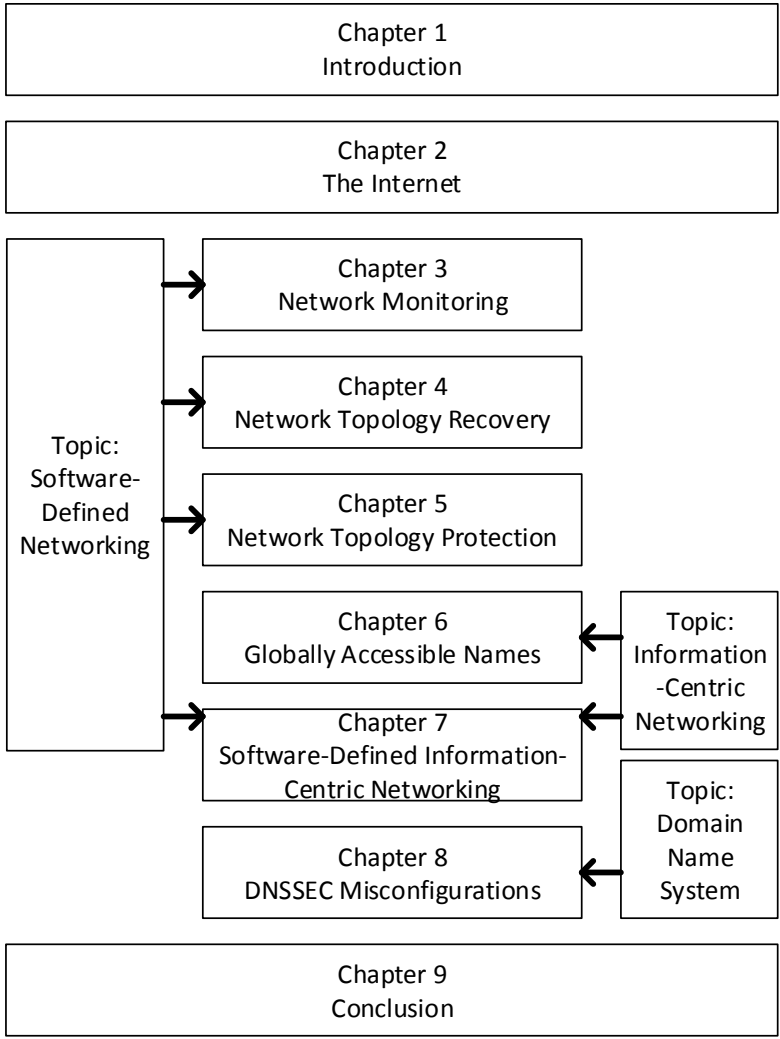 Chapter 1
Introduction
Chapter 2
The Internet
Topic:
Software-
Defined
Networking
Chapter 3
Network Monitoring
Chapter 4
Network Topology Recovery
Chapter 5
Network Topology Protection
Chapter 6
Globally Accessible Names
Topic:
Information
-Centric
Networking
Chapter 7
Software-Defined Information-
Centric Networking
Topic:
Domain
Name
System
Chapter 8
DNSSEC Misconfigurations
Chapter 9
Conclusion